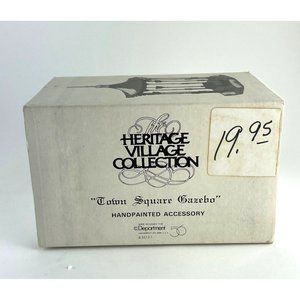 The
HERITAGE
VILLAGE
COLLECTION
19.95
"Town Square Gazebo"
HANDPAINTED ACCESSORY
Department 56